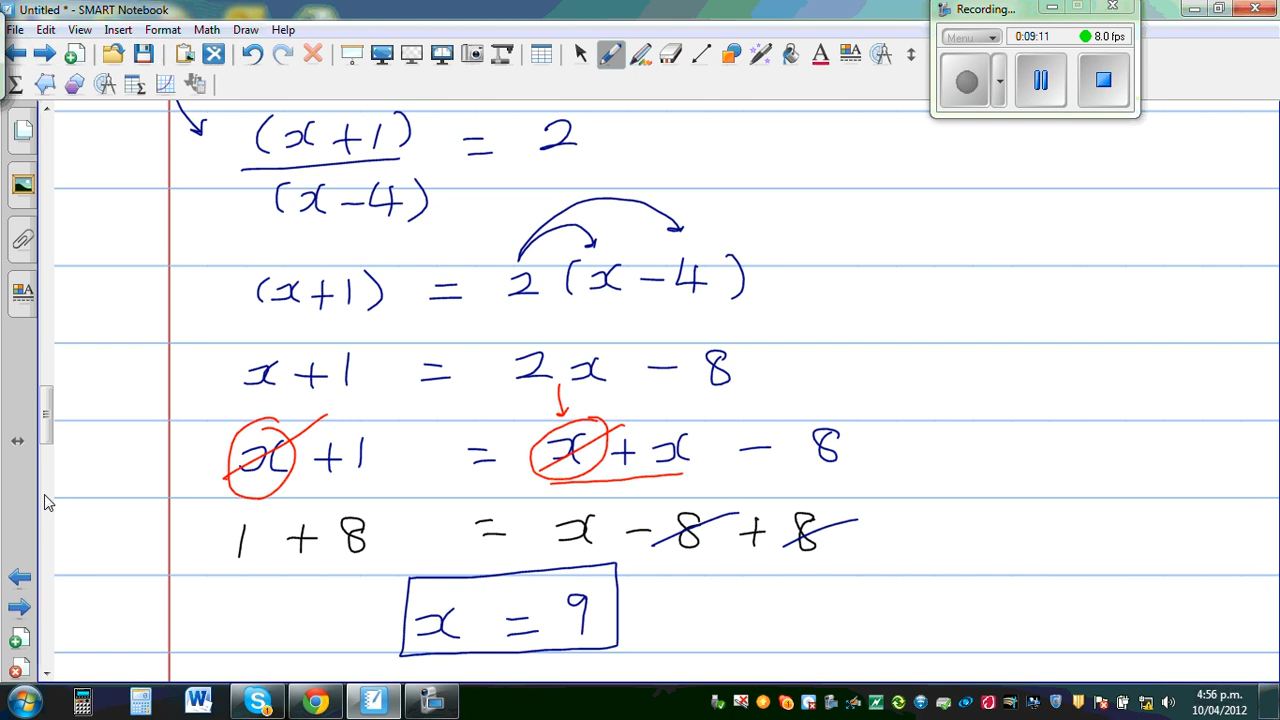 Untitled * - SMART Notebook
File Edit View Insert Format Math Draw Help
Recording...
Menu 0:09:11 8.0 fps
(x+1) = 2
(x-4)
(x+1) = 2 (x - 4)
x + 1 = 2x - 8
x + 1 = x + x - 8
1 + 8 = x - 8 + 8
x = 9
4:56 p.m.
10/04/2012